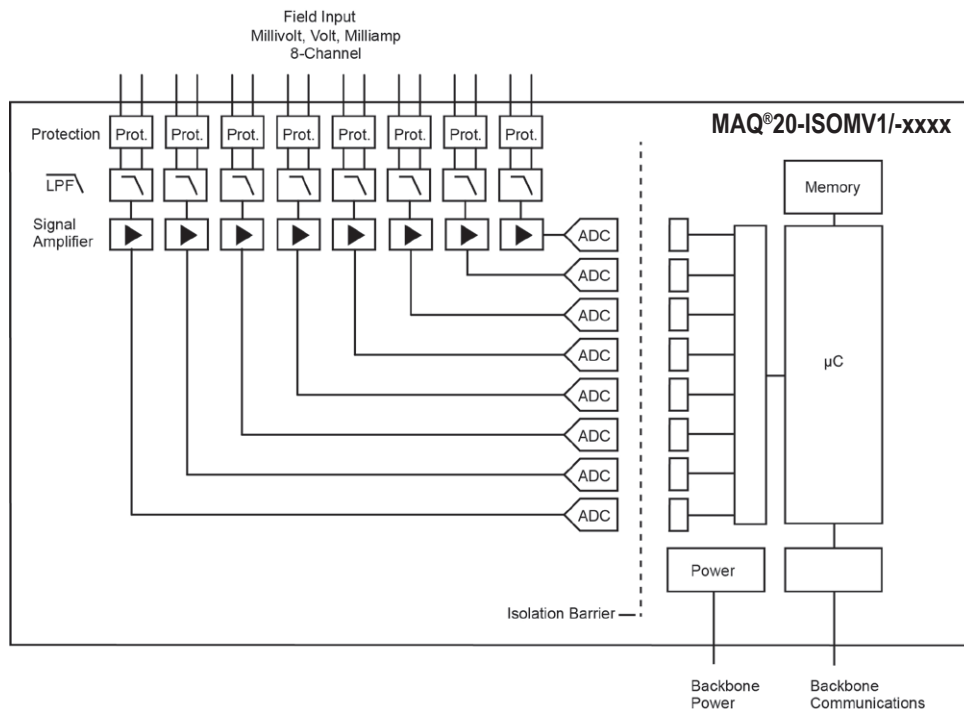 Field Input
Millivolt, Volt, Milliamp
8-Channel
MAQ®20-ISOMV1/-xxxx
Protection
Prot.
Prot.
Prot.
Prot.
Prot.
Prot.
Prot.
Prot.
LPF
Memory
Signal
Amplifier
ADC
ADC
ADC
ADC
ADC
ADC
ADC
ADC
µC
Power
Isolation Barrier
Backbone
Power
Backbone
Communications